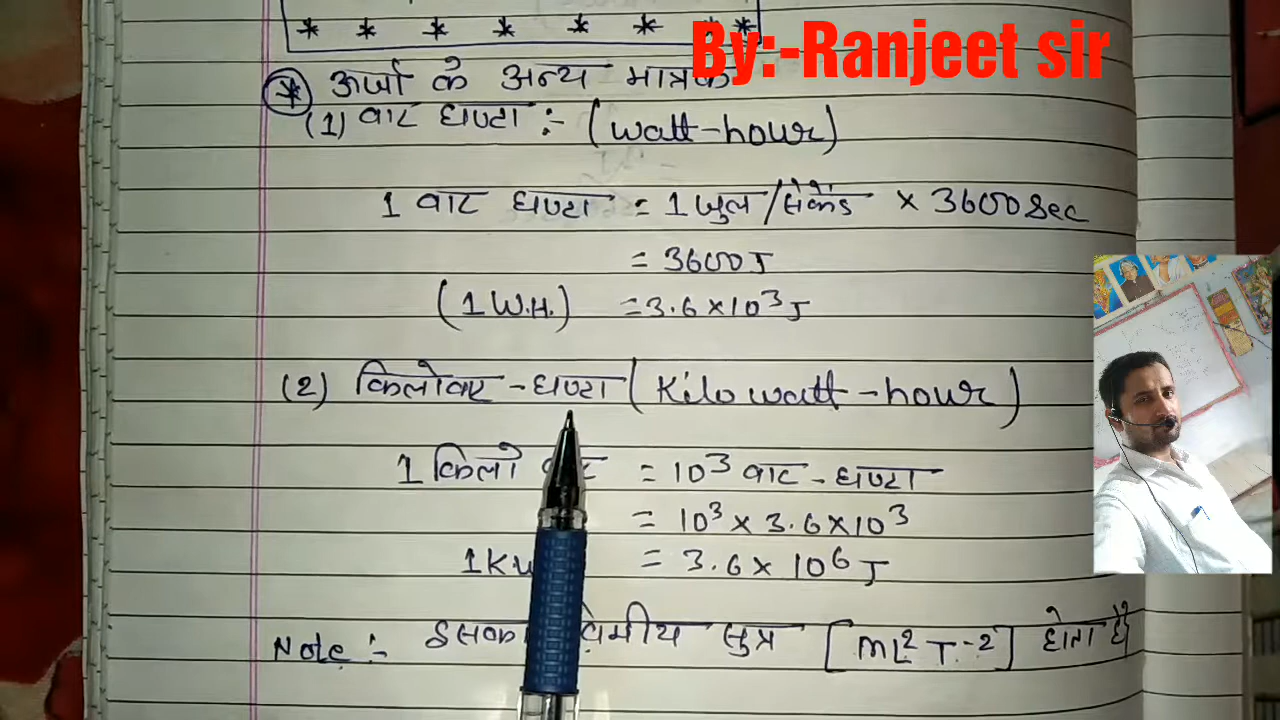 * * * * * * * *
By:-Ranjeet sir
* ऊर्जा के अन्य मात्रक
(1) वाट घण्टा :- (Watt-hour)
1 वाट घण्टा = 1 जुल/सेकेंड × 3600 Sec
= 3600 J
(1 W.H.) = 3.6 × 10³ J
(2) किलोवाट - घण्टा (Kilo watt - hour)
1 किलो = 10³ वाट - घण्टा
= 10³ × 3.6 × 10³
1 K = 3.6 × 10⁶ J
Note :- इसका सुत्र [ML² T⁻²] होता है